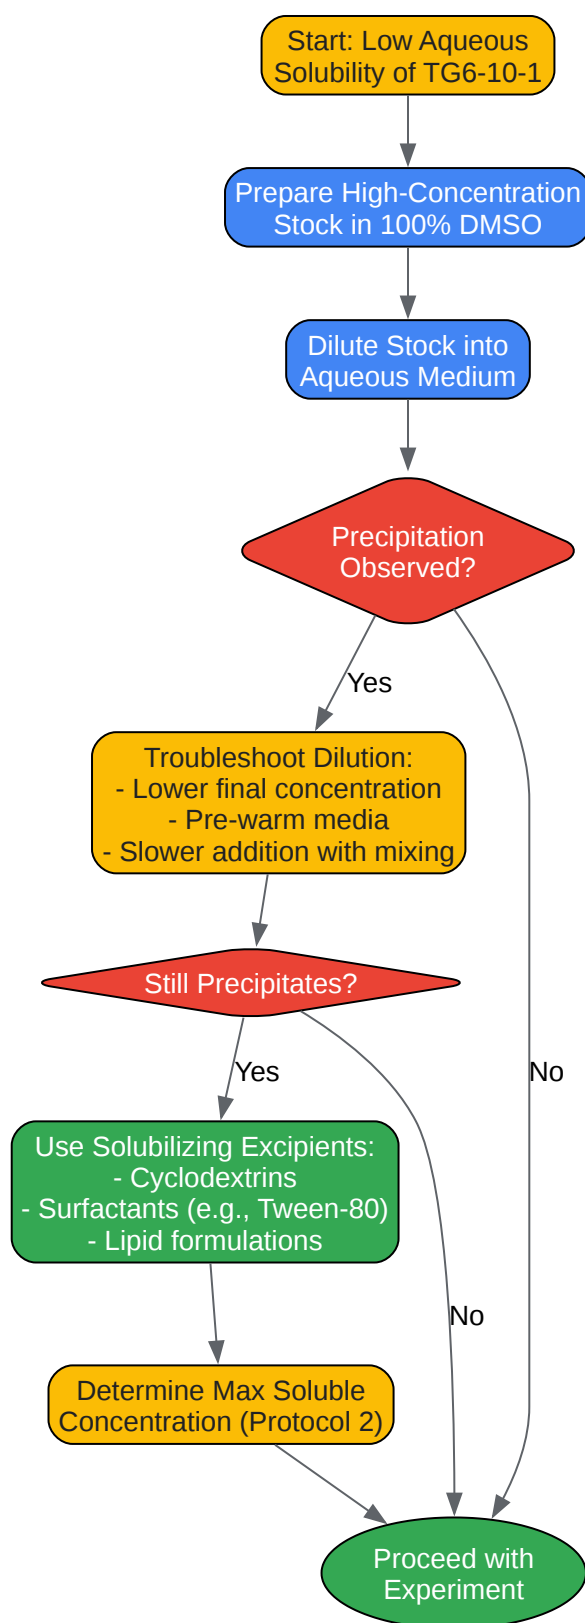 Start: Low Aqueous
Solubility of TG6-10-1
Prepare High-Concentration
Stock in 100% DMSO
Dilute Stock into
Aqueous Medium
Precipitation
Observed?
Yes
Troubleshoot Dilution:
- Lower final concentration
- Pre-warm media
- Slower addition with mixing
Still Precipitates?
Yes
No
Use Solubilizing Excipients:
- Cyclodextrins
- Surfactants (e.g., Tween-80)
- Lipid formulations
No
Determine Max Soluble
Concentration (Protocol 2)
Proceed with
Experiment